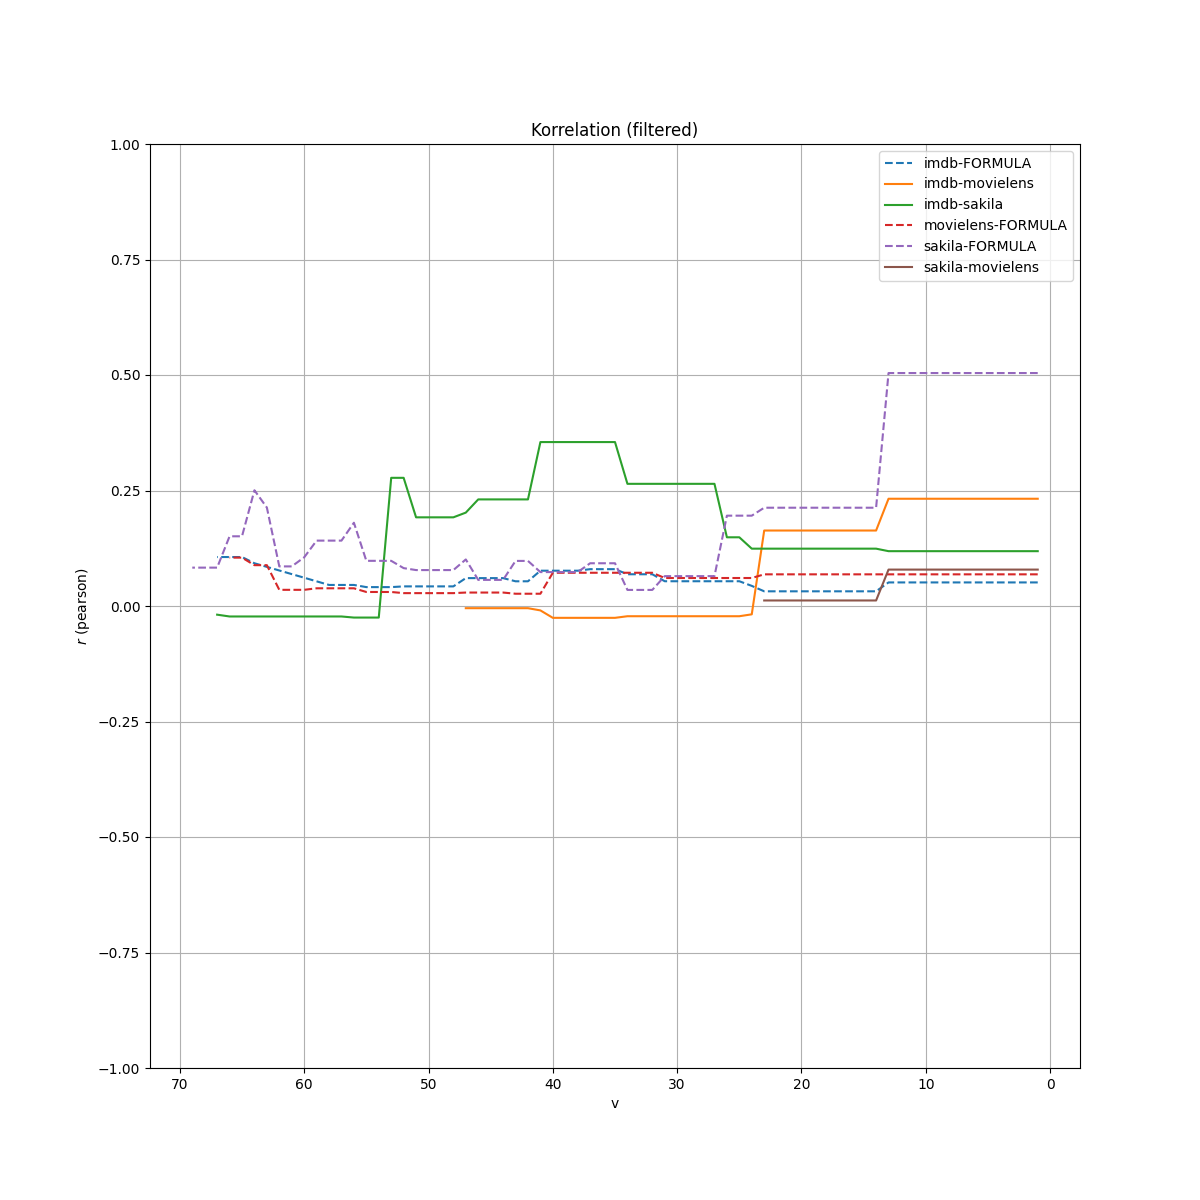 Korrelation (filtered)
1.00
0.75
0.50
0.25
0.00
−0.25
−0.50
−0.75
−1.00
r (pearson)
imdb-FORMULA
imdb-movielens
imdb-sakila
movielens-FORMULA
sakila-FORMULA
sakila-movielens
70 60 50 40 30 20 10 0
v